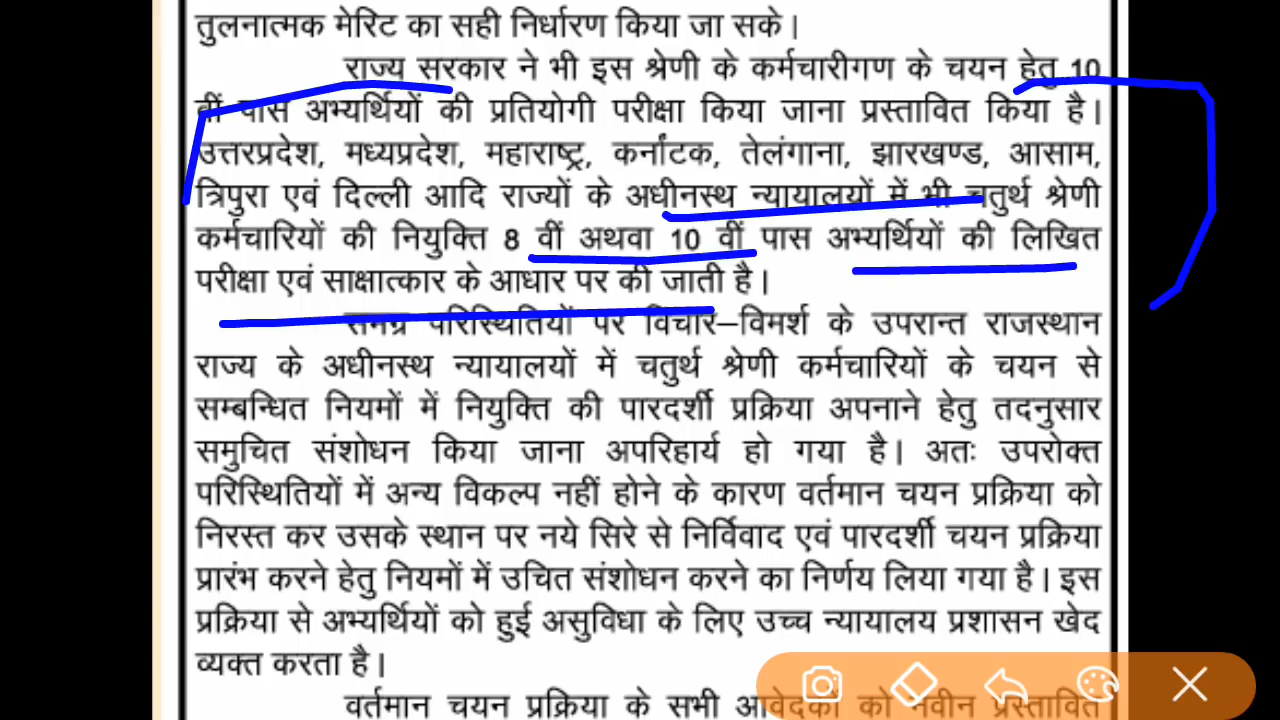 तुलनात्मक मेरिट का सही निर्धारण किया जा सके।
राज्य सरकार ने भी इस श्रेणी के कर्मचारीगण के चयन हेतु 10
वीं पास अभ्यर्थियों की प्रतियोगी परीक्षा किया जाना प्रस्तावित किया है।
उत्तरप्रदेश, मध्यप्रदेश, महाराष्ट्र, कर्नाटक, तेलंगाना, झारखण्ड, आसाम,
त्रिपुरा एवं दिल्ली आदि राज्यों के अधीनस्थ न्यायालयों में भी चतुर्थ श्रेणी
कर्मचारियों की नियुक्ति 8 वीं अथवा 10 वीं पास अभ्यर्थियों की लिखित
परीक्षा एवं साक्षात्कार के आधार पर की जाती है।
समग्र परिस्थितियों पर विचार–विमर्श के उपरान्त राजस्थान
राज्य के अधीनस्थ न्यायालयों में चतुर्थ श्रेणी कर्मचारियों के चयन से
सम्बन्धित नियमों में नियुक्ति की पारदर्शी प्रक्रिया अपनाने हेतु तदनुसार
समुचित संशोधन किया जाना अपरिहार्य हो गया है। अतः उपरोक्त
परिस्थितियों में अन्य विकल्प नहीं होने के कारण वर्तमान चयन प्रक्रिया को
निरस्त कर उसके स्थान पर नये सिरे से निर्विवाद एवं पारदर्शी चयन प्रक्रिया
प्रारंभ करने हेतु नियमों में उचित संशोधन करने का निर्णय लिया गया है। इस
प्रक्रिया से अभ्यर्थियों को हुई असुविधा के लिए उच्च न्यायालय प्रशासन खेद
व्यक्त करता है।
वर्तमान चयन प्रक्रिया के सभी आवेदकों को नवीन प्रस्तावित